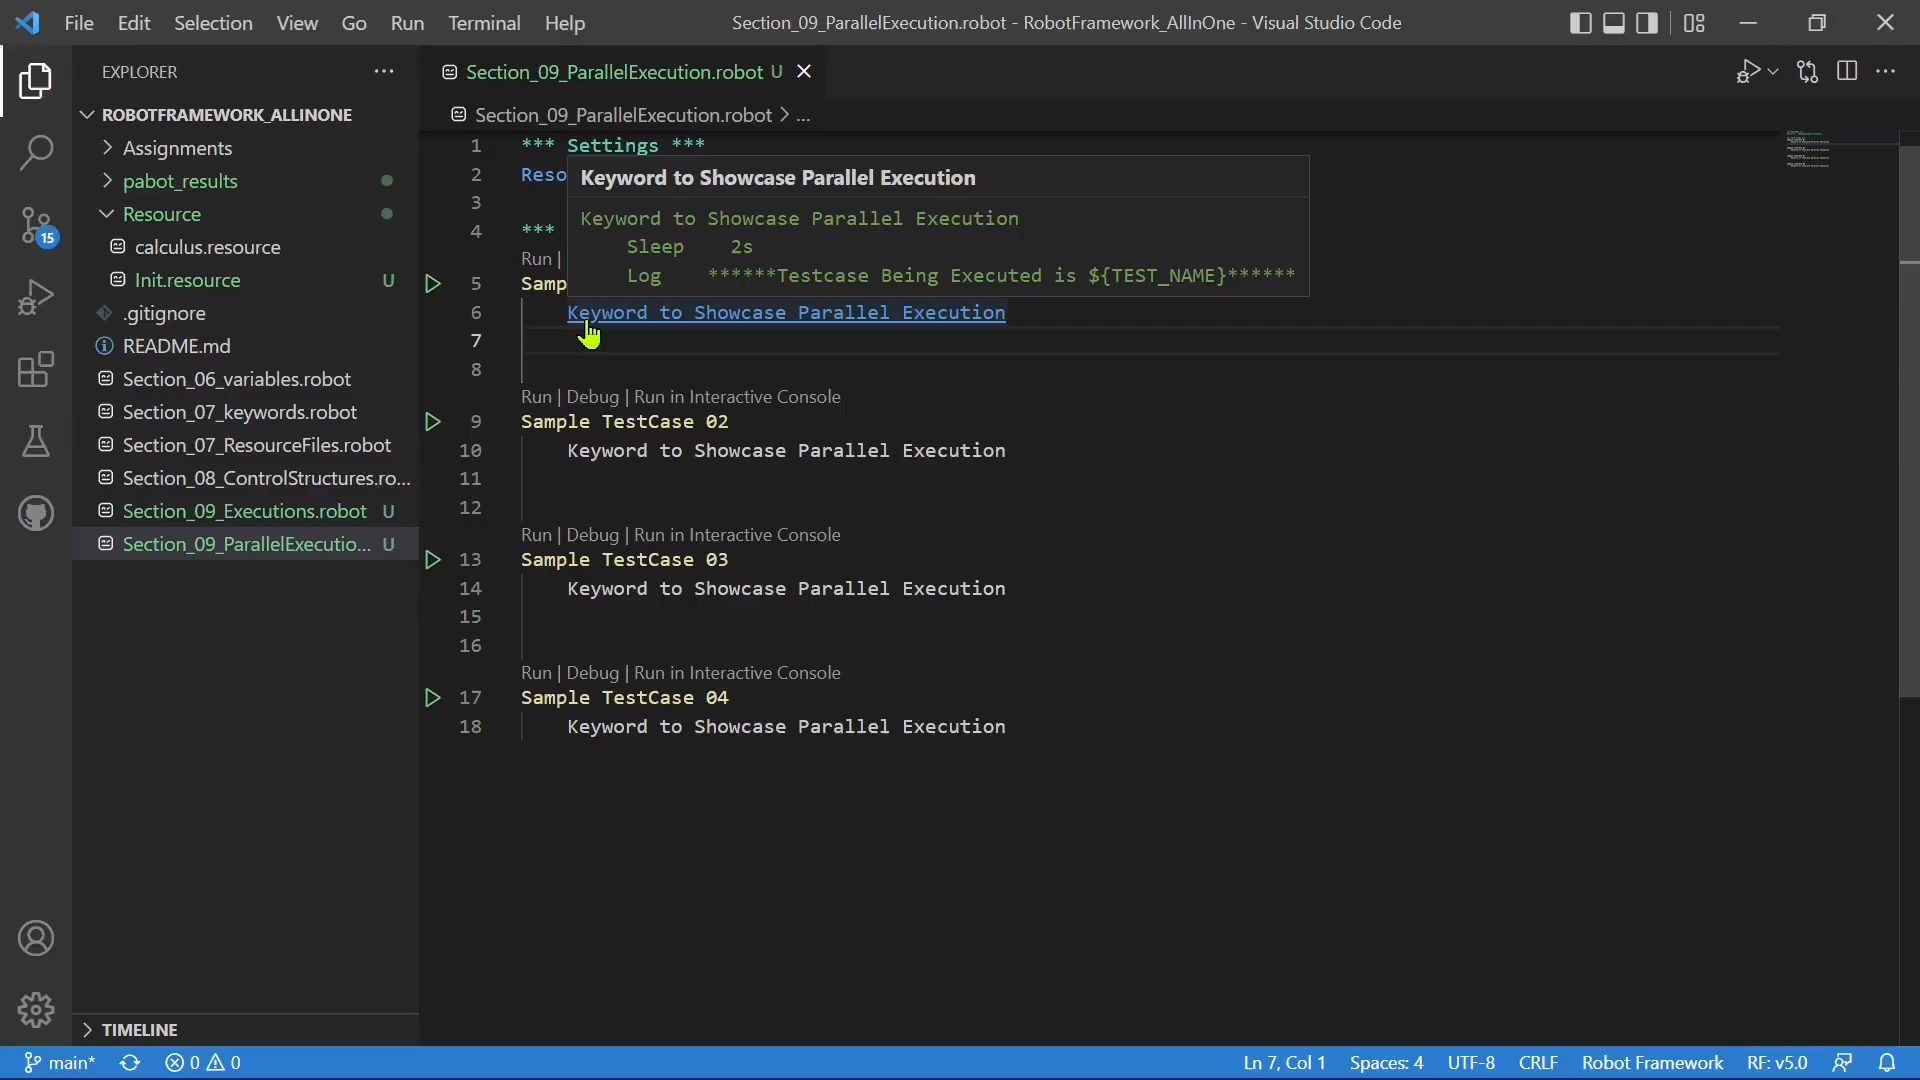 File Edit Selection View Go Run Terminal Help
Section_09_ParallelExecution.robot - RobotFramework_AllInOne - Visual Studio Code
EXPLORER
ROBOTFRAMEWORK_ALLINONE
Assignments
pabot_results
Resource
calculus.resource
Init.resource U
.gitignore
README.md
Section_06_variables.robot
Section_07_keywords.robot
Section_07_ResourceFiles.robot
Section_08_ControlStructures.ro...
Section_09_Executions.robot U
Section_09_ParallelExecutio... U
TIMELINE
15
Section_09_ParallelExecution.robot U
Section_09_ParallelExecution.robot > ...
1 *** Settings ***
2 Reso
3
4 ***
Run |
5 Samp
Keyword to Showcase Parallel Execution
Keyword to Showcase Parallel Execution
Sleep 2s
Log ******Testcase Being Executed is ${TEST_NAME}******
6 Keyword to Showcase Parallel Execution
7
8
Run | Debug | Run in Interactive Console
9 Sample TestCase 02
10 Keyword to Showcase Parallel Execution
11
12
Run | Debug | Run in Interactive Console
13 Sample TestCase 03
14 Keyword to Showcase Parallel Execution
15
16
Run | Debug | Run in Interactive Console
17 Sample TestCase 04
18 Keyword to Showcase Parallel Execution
main* 0 0 Ln 7, Col 1 Spaces: 4 UTF-8 CRLF Robot Framework RF: v5.0